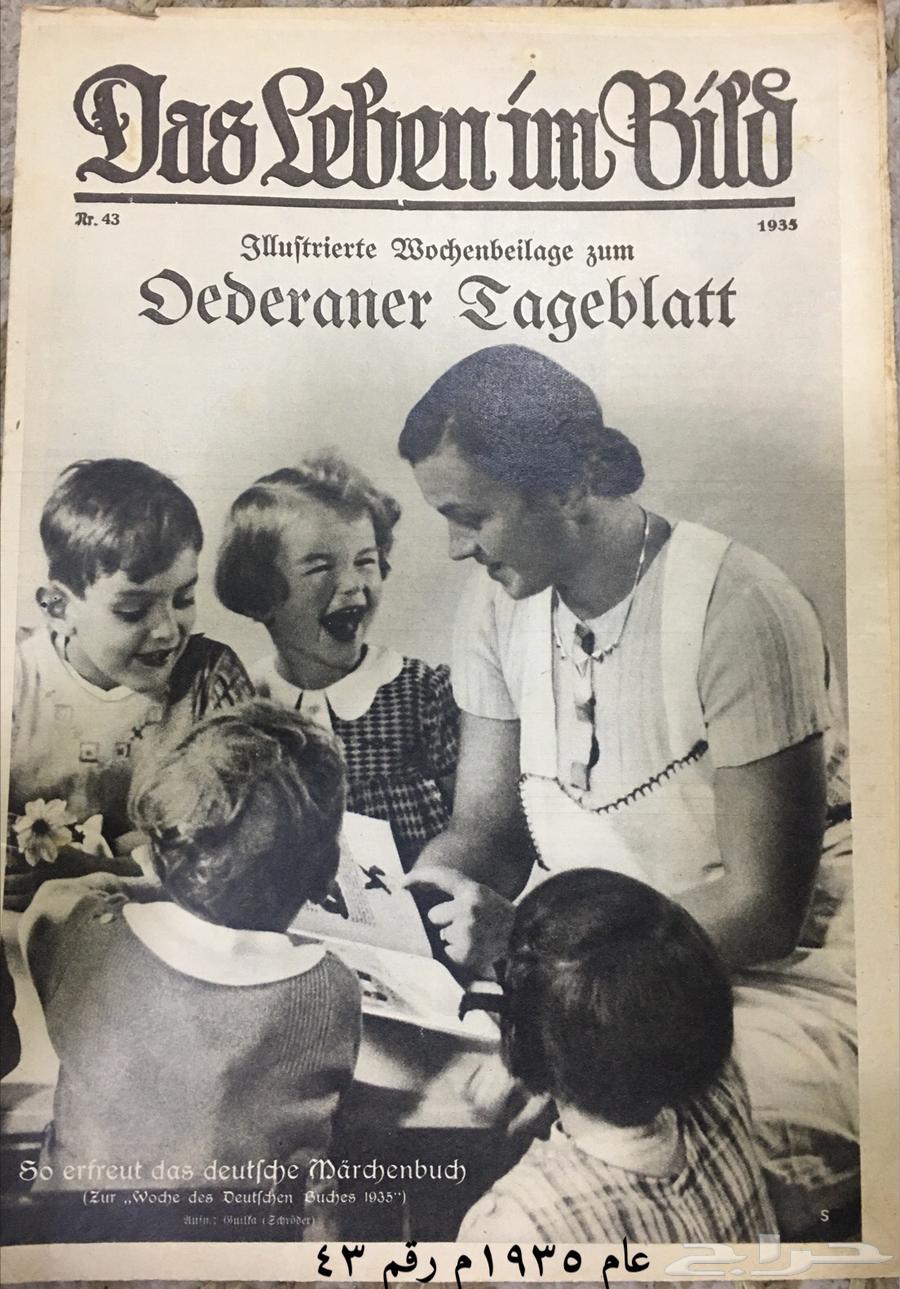 Das Leben im Bild
Nr. 43
1935
Illustrierte Wochenbeilage zum
Oederaner Tageblatt
So erfreut das deutsche Märchenbuch
(Zur „Woche des Deutschen Buches 1935“)
(Schröder)
S
عام ١٩٣٥م رقم ٤٣
حراج